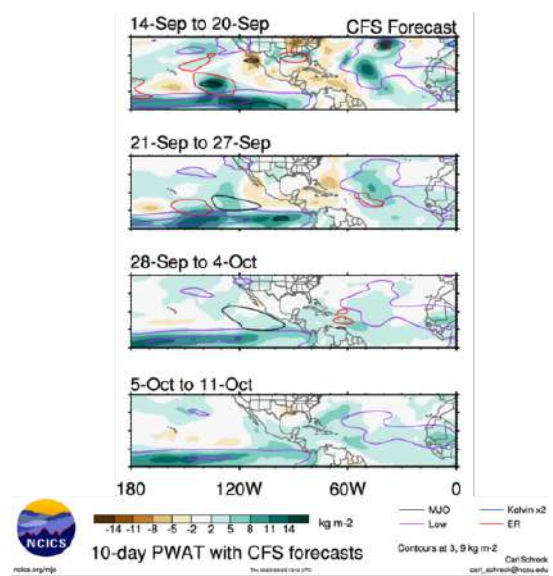 14-Sep to 20-Sep CFS Forecast
21-Sep to 27-Sep
28-Sep to 4-Oct
5-Oct to 11-Oct
180 120W 60W 0
NCICS
-14 -11 -8 -5 -2 2 5 8 11 14 kg m-2
10-day PWAT with CFS forecasts
MJO Kelvin x2
Low ER
Contours at 3, 9 kg m-2
Carl Schreck
ncics.org/mjo
carl_schreck@ncsu.edu